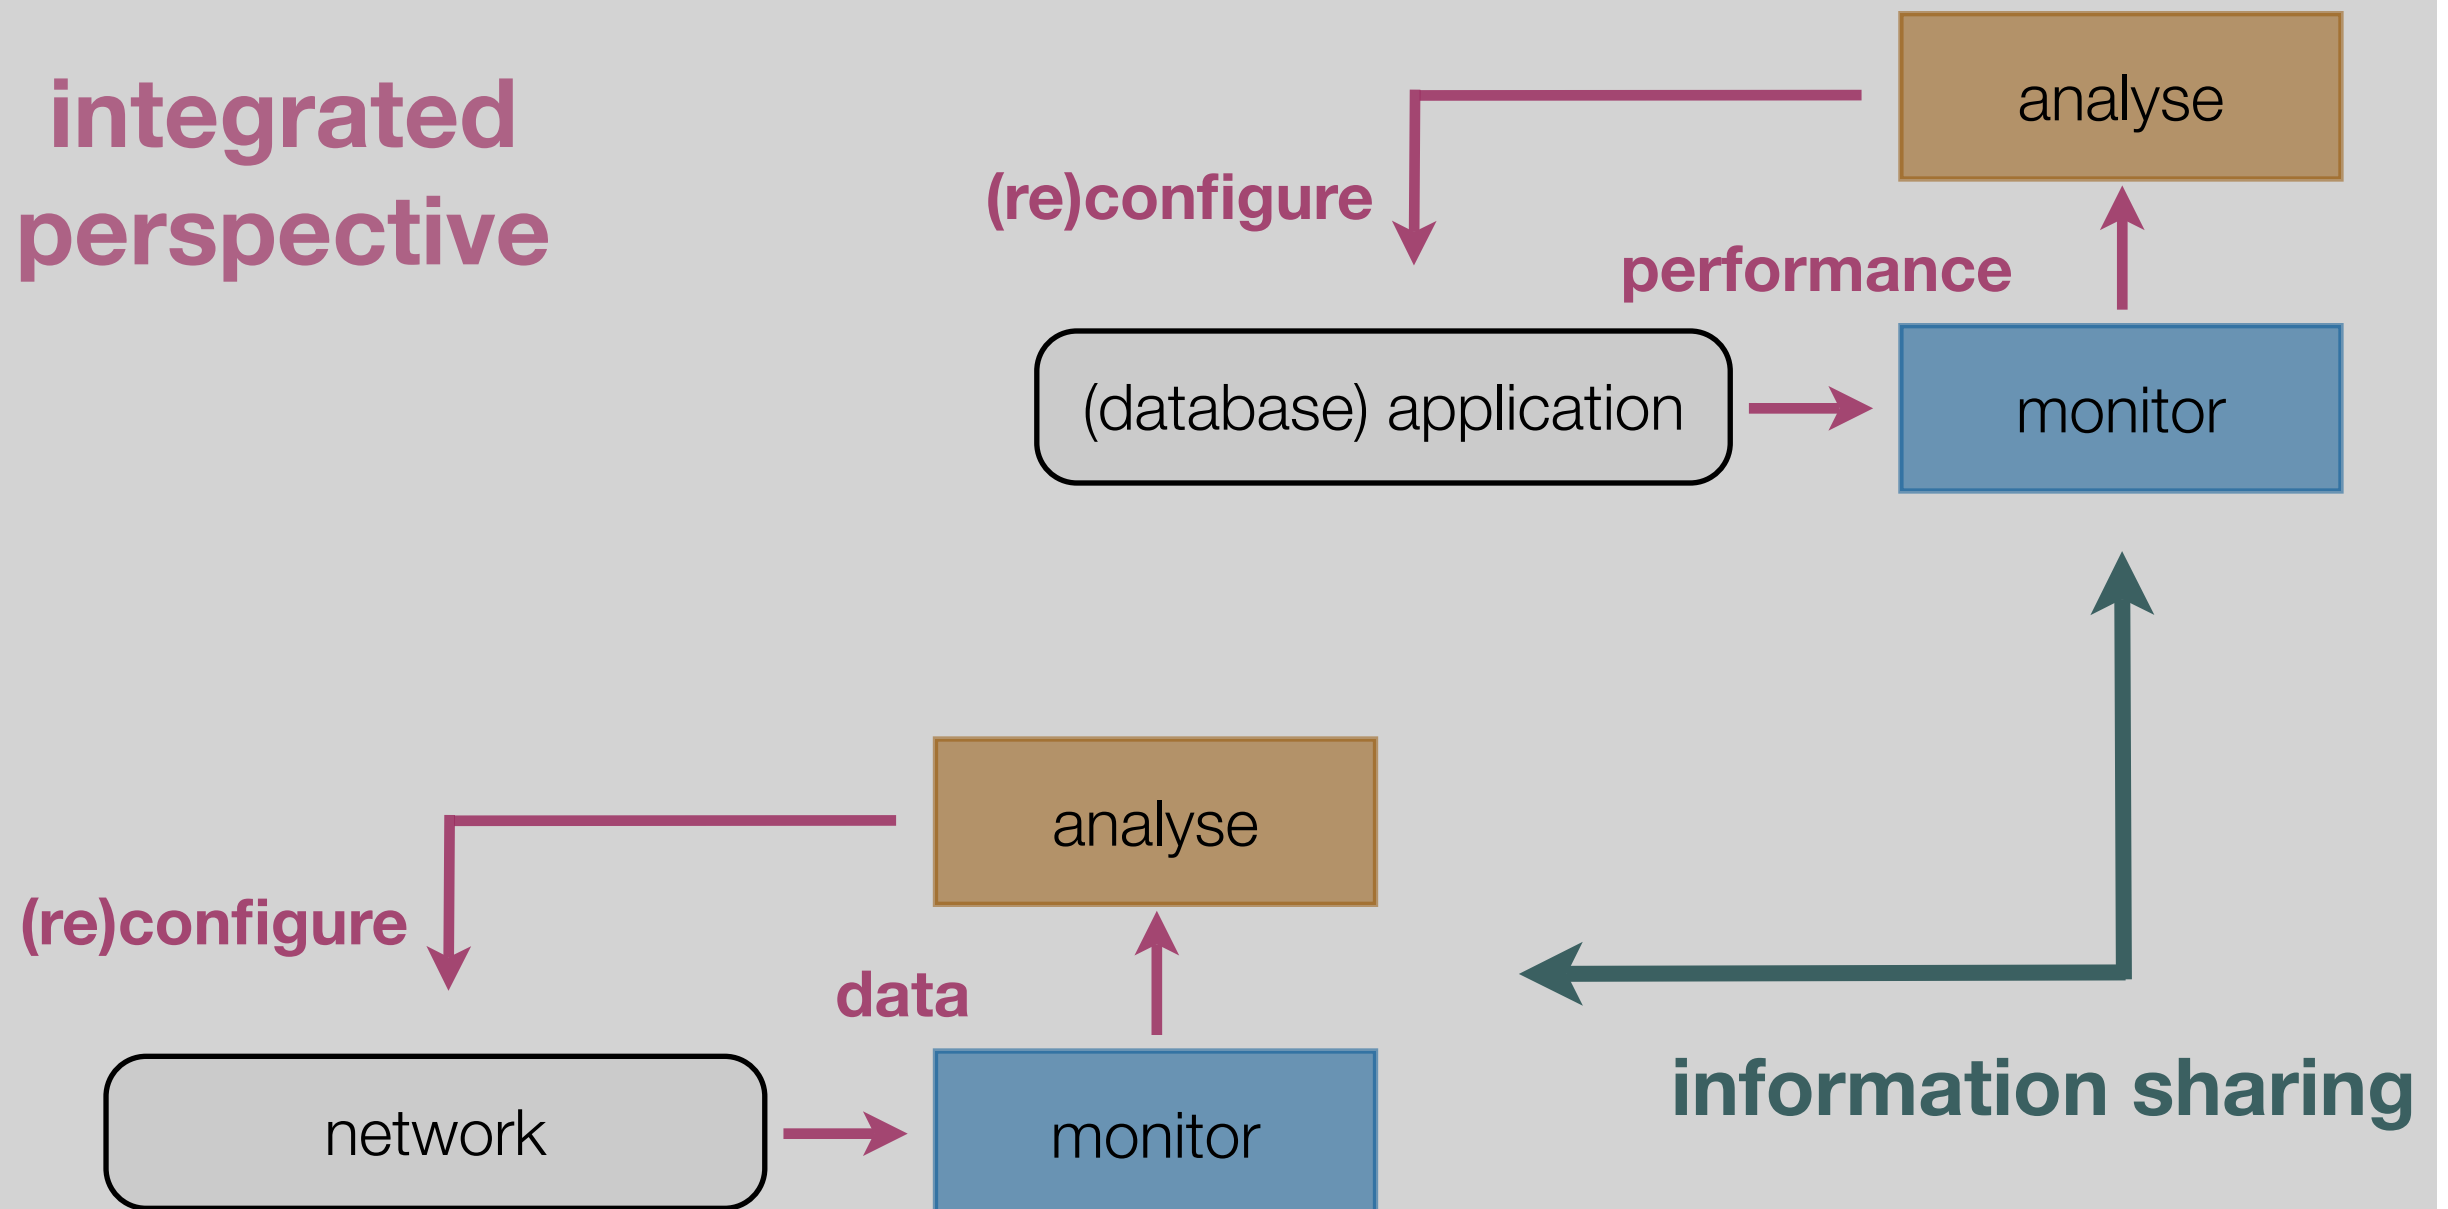 integrated
perspective
analyse
(re)configure
performance
(database) application
monitor
analyse
(re)configure
data
information sharing
network
monitor